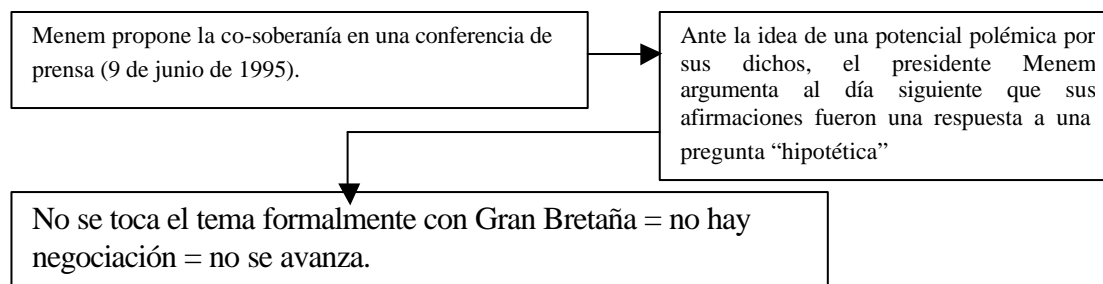 Menem propone la co-soberanía en una conferencia de
prensa (9 de junio de 1995).
Ante la idea de una potencial polémica por
sus dichos, el presidente Menem
argumenta al día siguiente que sus
afirmaciones fueron una respuesta a una
pregunta “hipotética”
No se toca el tema formalmente con Gran Bretaña = no hay
negociación = no se avanza.